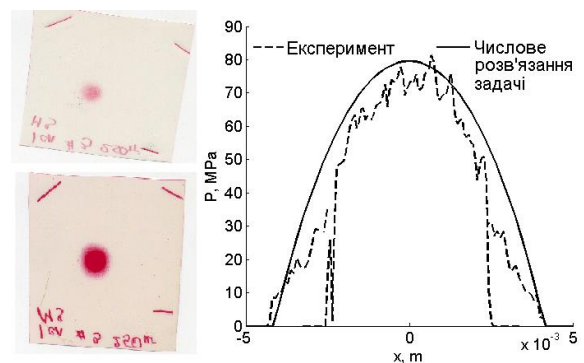 90
80
70
60
50
40
30
20
10
0
P, MPa
Експеримент
Числове
розв'язання
задачі
-5 0 5
x, m
x 10⁻³